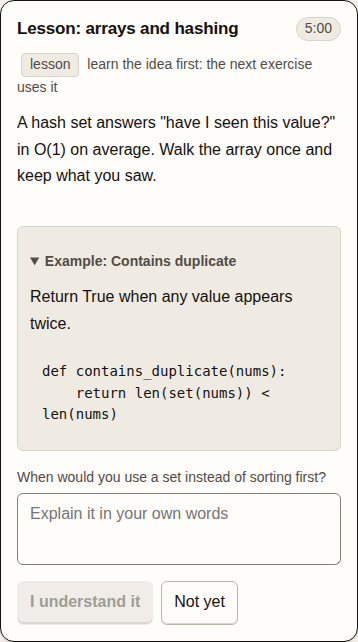 Lesson: arrays and hashing 5:00
lesson learn the idea first: the next exercise
uses it
A hash set answers "have I seen this value?"
in O(1) on average. Walk the array once and
keep what you saw.
▼ Example: Contains duplicate
Return True when any value appears
twice.
def contains_duplicate(nums):
    return len(set(nums)) <
len(nums)
When would you use a set instead of sorting first?
Explain it in your own words
I understand it Not yet